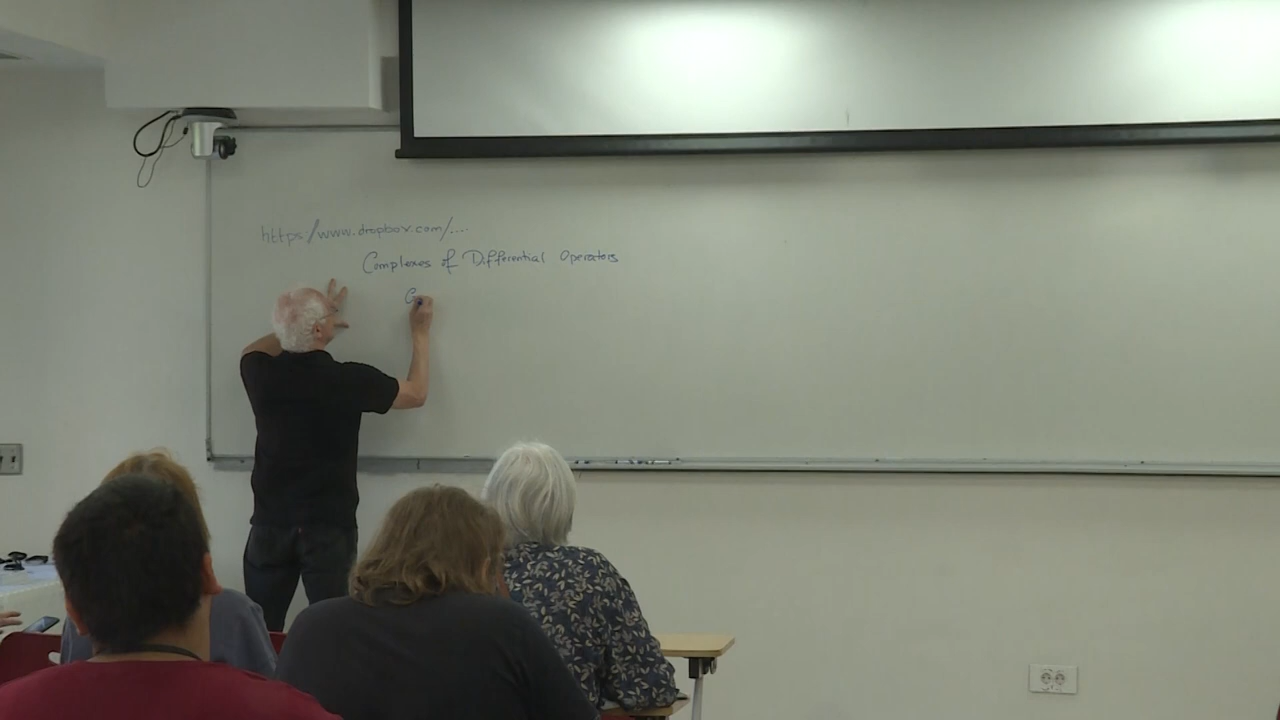 https://www.dropbox.com/....
Complexes of Differential Operators
G